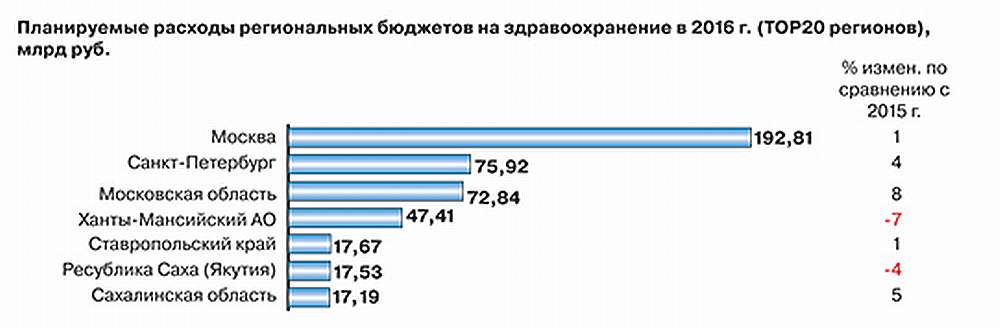 Планируемые расходы региональных бюджетов на здравоохранение в 2016 г. (TOP20 регионов),
млрд руб.
% измен. по
сравнению с
2015 г.
Москва 192,81 1
Санкт-Петербург 75,92 4
Московская область 72,84 8
Ханты-Мансийский АО 47,41 -7
Ставропольский край 17,67 1
Ресублика Саха (Якутия) 17,53 -4
Сахалинская область 17,19 5